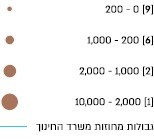 [9] 0 - 200
[6] 200 - 1,000
[2] 1,000 - 2,000
[1] 2,000 - 10,000
גבולות מחוזות משרד החינוך